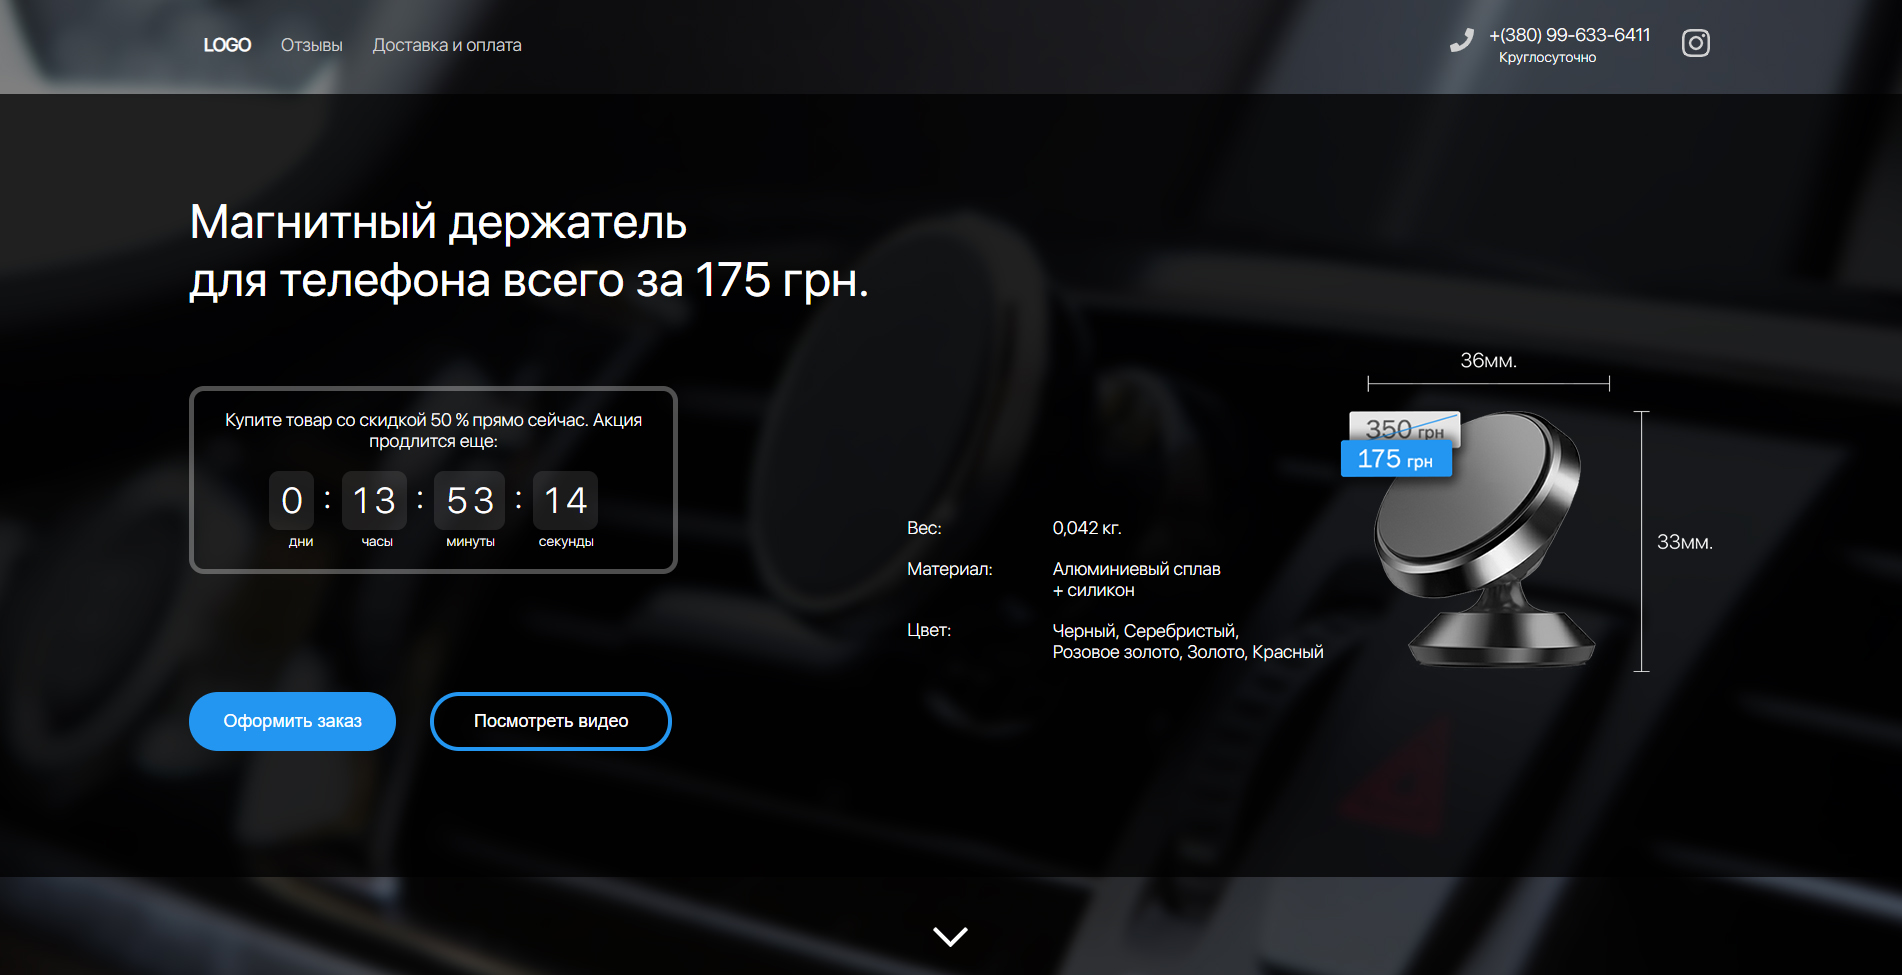 LOGO
Отзывы
Доставка и оплата
+(380) 99-633-6411
Круглосуточно
Магнитный держатель
для телефона всего за 175 грн.
Купите товар со скидкой 50 % прямо сейчас. Акция
продлится еще:
0 : 13 : 53 : 14
дни часы минуты секунды
Оформить заказ
Посмотреть видео
Вес: 0,042 кг.
Материал: Алюминиевый сплав
+ силикон
Цвет: Черный, Серебристый,
Розовое золото, Золото, Красный
36мм.
350 грн
175 грн
33мм.